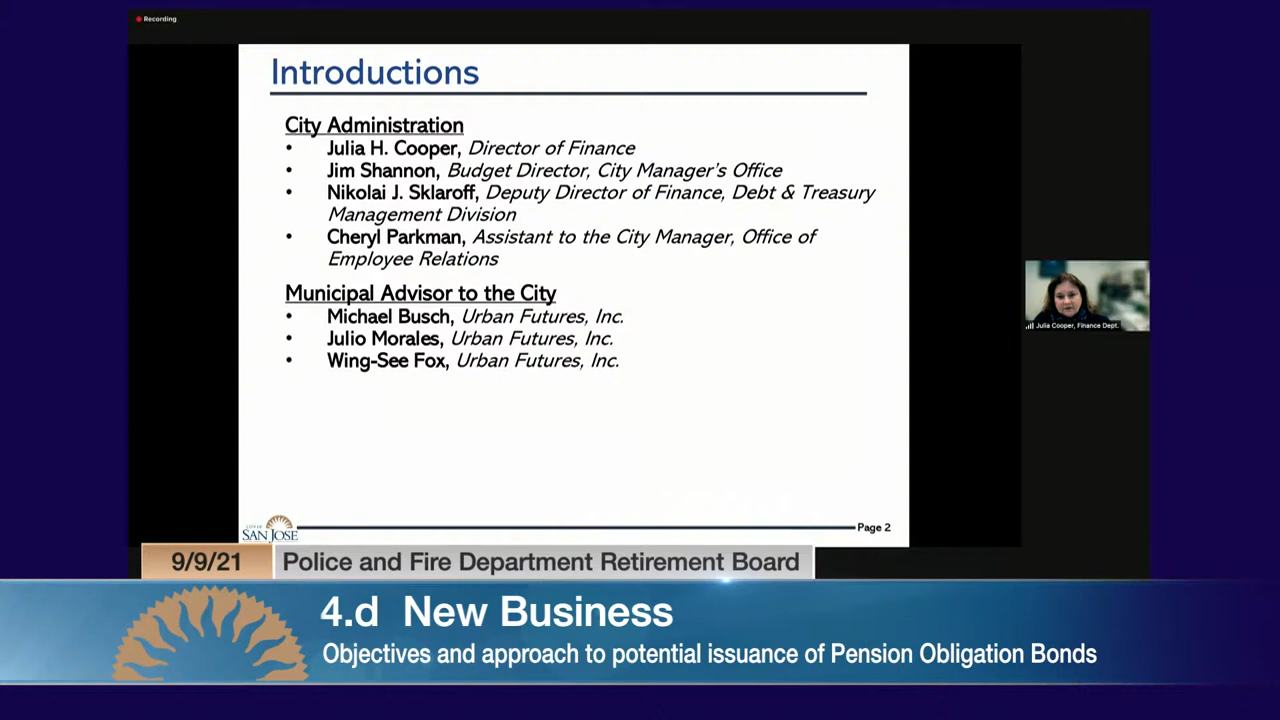 Recording
Introductions
City Administration
• Julia H. Cooper, Director of Finance
• Jim Shannon, Budget Director, City Manager's Office
• Nikolai J. Sklaroff, Deputy Director of Finance, Debt & Treasury
Management Division
• Cheryl Parkman, Assistant to the City Manager, Office of
Employee Relations
Municipal Advisor to the City
• Michael Busch, Urban Futures, Inc.
• Julio Morales, Urban Futures, Inc.
• Wing-See Fox, Urban Futures, Inc.
Julia Cooper, Finance Dept.
CITY OF
SAN JOSE
Page 2
9/9/21 Police and Fire Department Retirement Board
4.d New Business
Objectives and approach to potential issuance of Pension Obligation Bonds